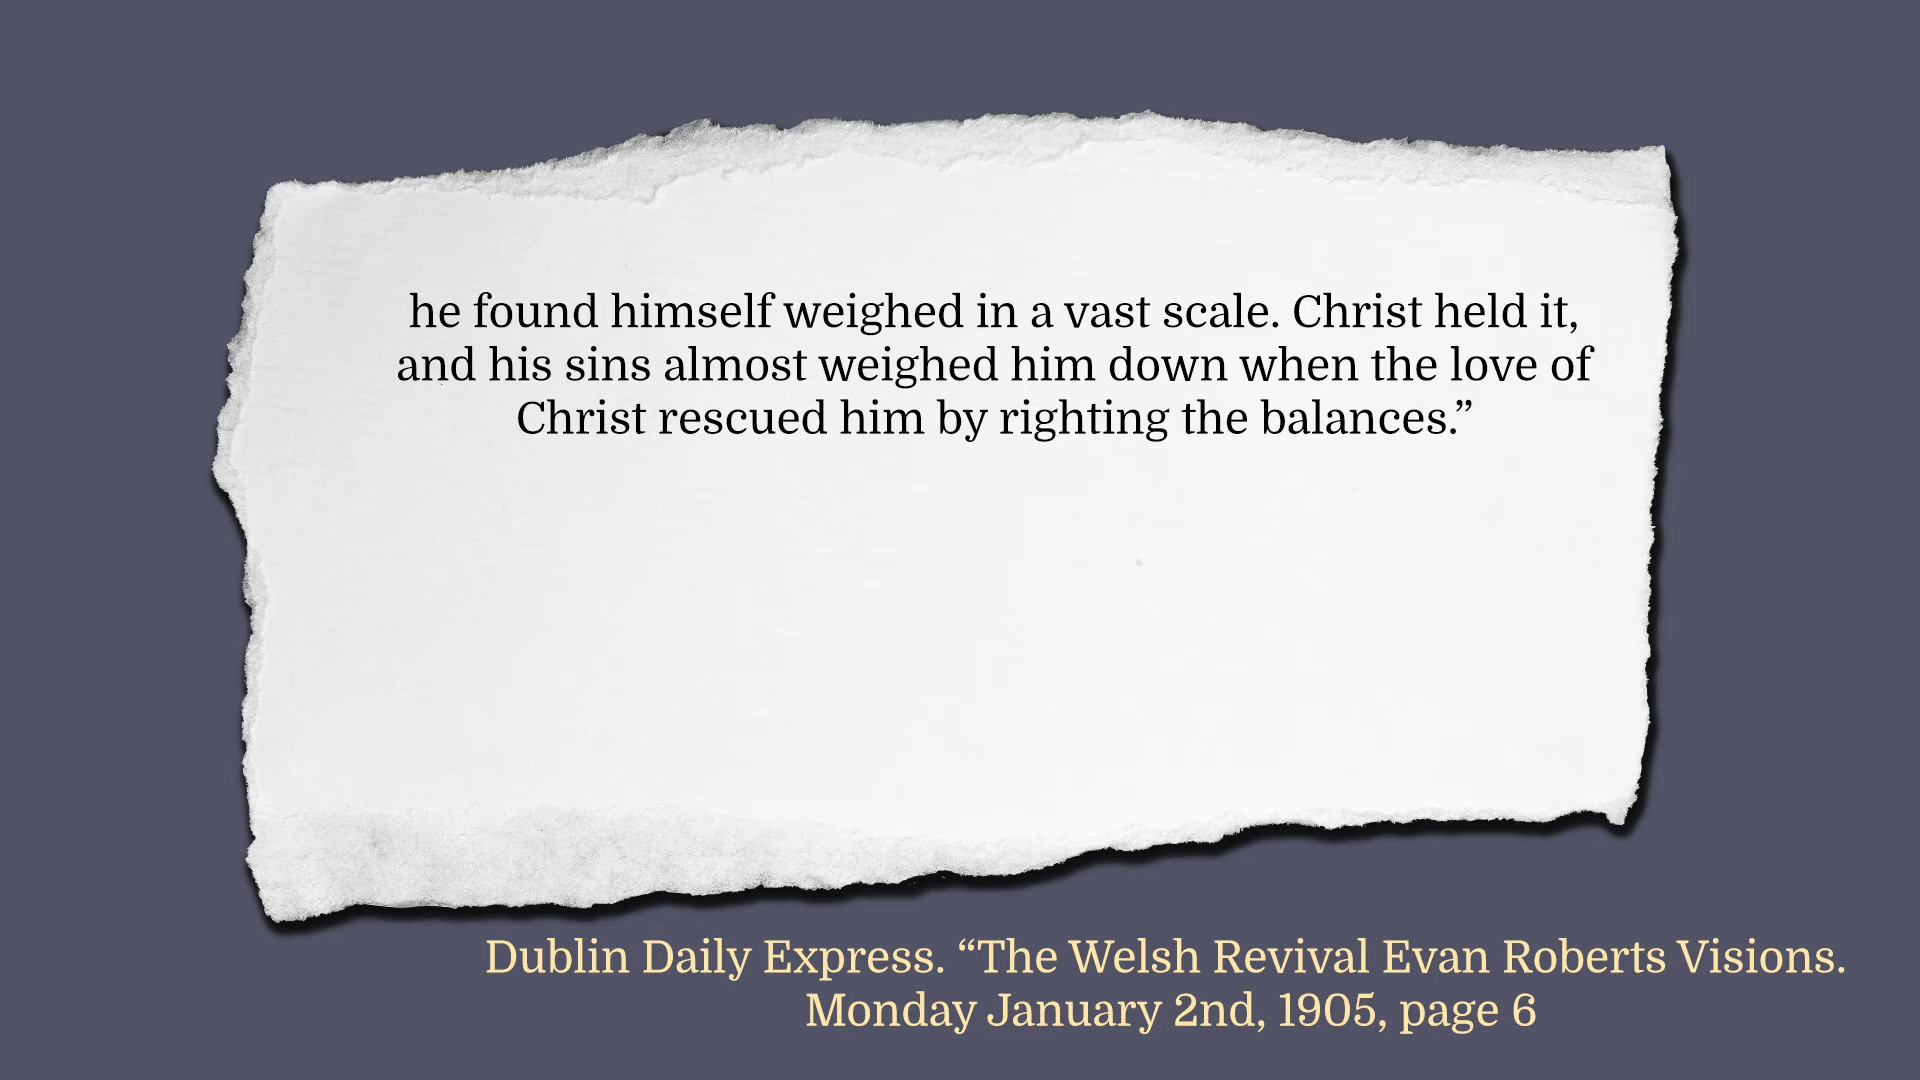 he found himself weighed in a vast scale. Christ held it,
and his sins almost weighed him down when the love of
Christ rescued him by righting the balances.”
Dublin Daily Express. “The Welsh Revival Evan Roberts Visions.
Monday January 2nd, 1905, page 6